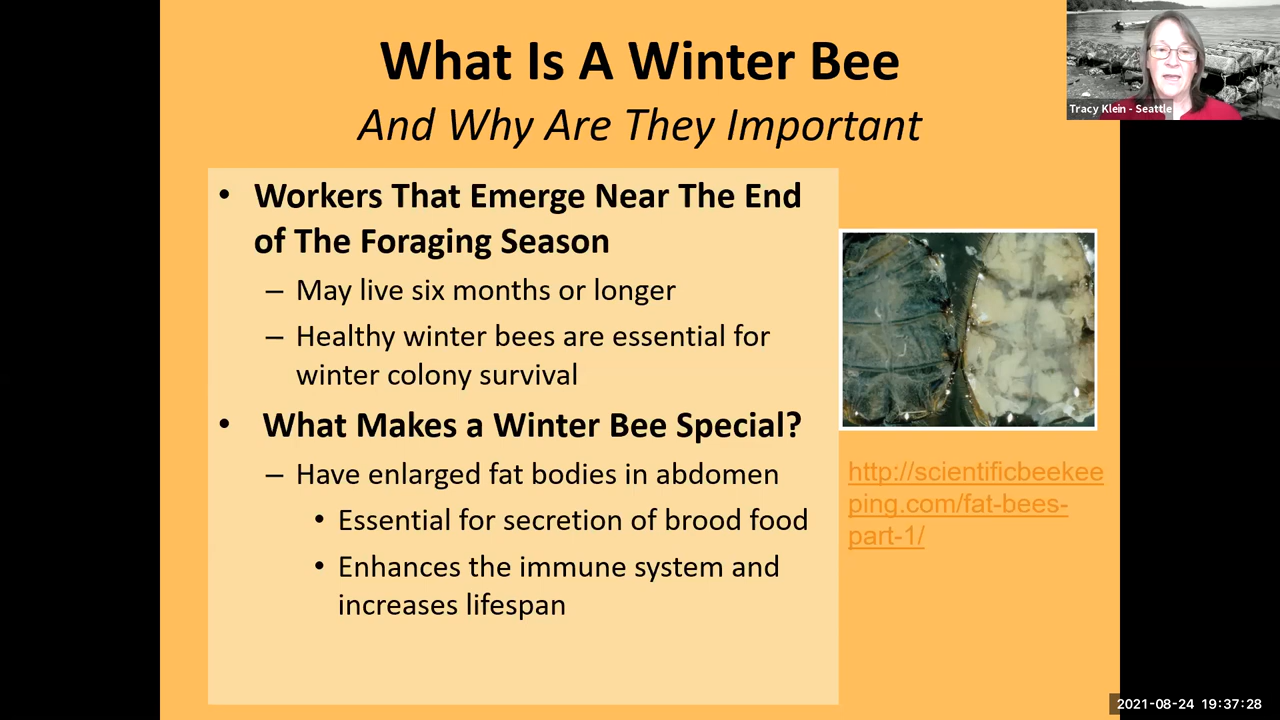 What Is A Winter Bee
And Why Are They Important
Tracy Klein - Seattle
• Workers That Emerge Near The End
of The Foraging Season
– May live six months or longer
– Healthy winter bees are essential for
winter colony survival
• What Makes a Winter Bee Special?
– Have enlarged fat bodies in abdomen
• Essential for secretion of brood food
• Enhances the immune system and
increases lifespan
http://scientificbeekee
ping.com/fat-bees-
part-1/
2021-08-24 19:37:28